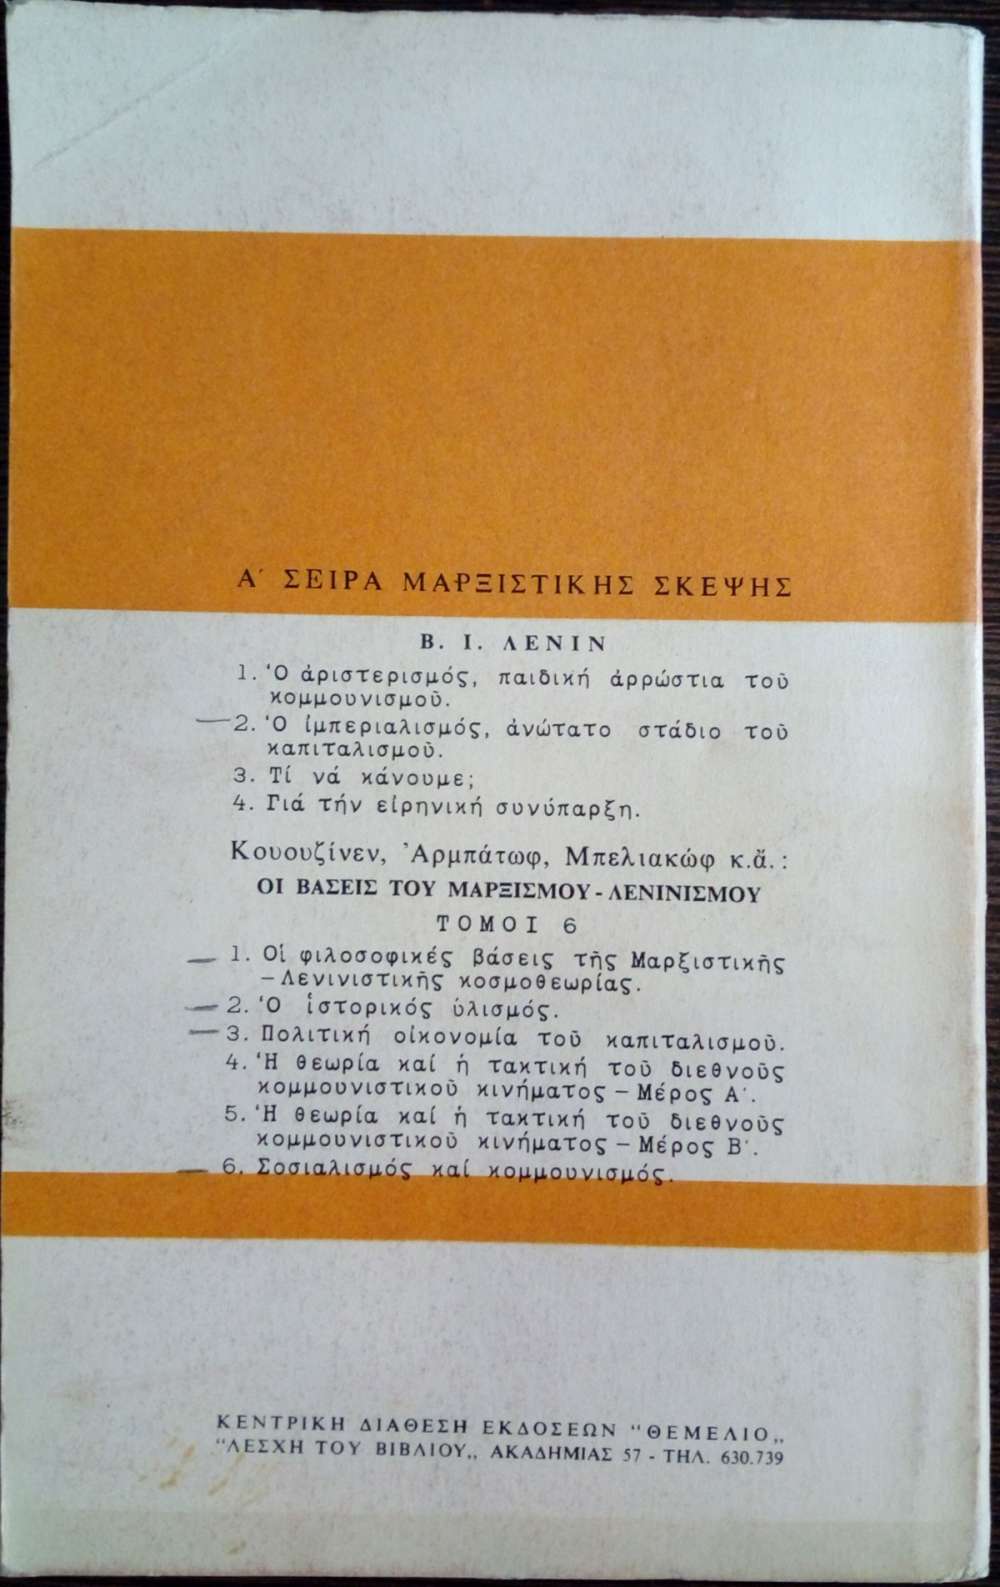 Α΄ ΣΕΙΡΑ ΜΑΡΞΙΣΤΙΚΗΣ ΣΚΕΨΗΣ
Β. Ι. ΛΕΝΙΝ
1. Ὁ ἀριστερισμός, παιδική ἀρρώστια τοῦ
κομμουνισμοῦ.
2. Ὁ ἰμπεριαλισμός, ἀνώτατο στάδιο τοῦ
καπιταλισμοῦ.
3. Τί νά κάνουμε;
4. Γιά τήν εἰρηνική συνύπαρξη.
Κουουζίνεν, Ἀρμπάτωφ, Μπελιακώφ κ.ἄ.:
ΟΙ ΒΑΣΕΙΣ ΤΟΥ ΜΑΡΞΙΣΜΟΥ - ΛΕΝΙΝΙΣΜΟΥ
ΤΟΜΟΙ 6
1. Οἱ φιλοσοφικές βάσεις τῆς Μαρξιστικῆς
–Λενινιστικῆς κοσμοθεωρίας.
2. Ὁ ἱστορικός ὑλισμός.
3. Πολιτική οἰκονομία τοῦ καπιταλισμοῦ.
4. Ἡ θεωρία καί ἡ τακτική τοῦ διεθνοῦς
κομμουνιστικοῦ κινήματος – Μέρος Α΄.
5. Ἡ θεωρία καί ἡ τακτική τοῦ διεθνοῦς
κομμουνιστικοῦ κινήματος – Μέρος Β΄.
6. Σοσιαλισμός καί κομμουνισμός.
ΚΕΝΤΡΙΚΗ ΔΙΑΘΕΣΗ ΕΚΔΟΣΕΩΝ "ΘΕΜΕΛΙΟ,,
"ΛΕΣΧΗ ΤΟΥ ΒΙΒΛΙΟΥ,, ΑΚΑΔΗΜΙΑΣ 57 - ΤΗΛ. 630.739